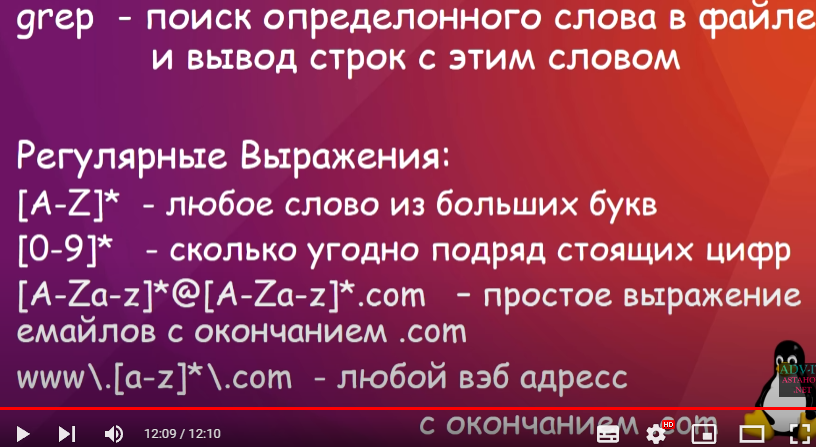 grep - поиск определонного слова в файле
и вывод строк с этим словом
Регулярные Выражения:
[A-Z]* - любое слово из больших букв
[0-9]* - сколько угодно подряд стоящих цифр
[A-Za-z]*@[A-Za-z]*.com - простое выражение
емайлов с окончанием .com
www\.[a-z]*\.com - любой вэб адресс
с окончанием .com
ADV-IT
ASTAHOV
.NET
12:09 / 12:10
HD